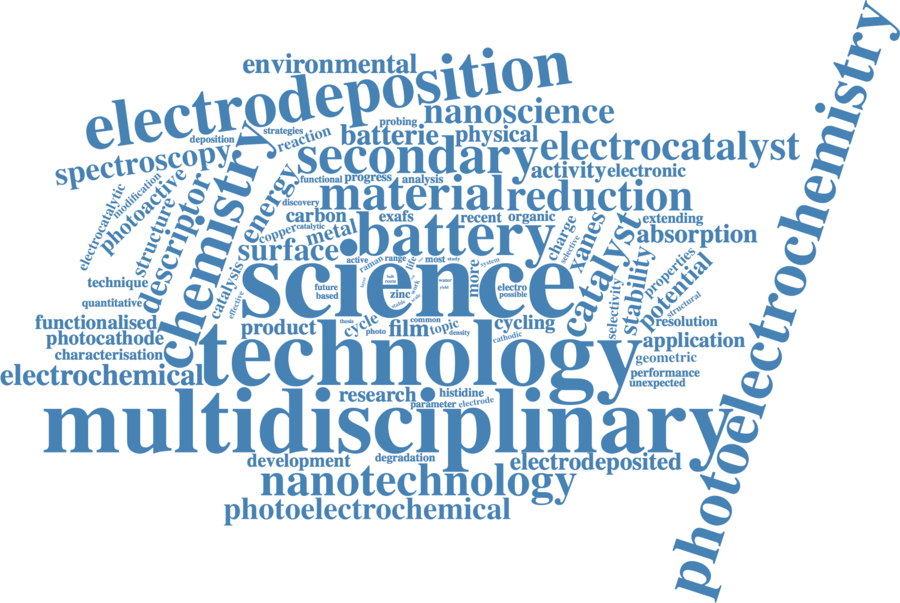 environmental
electrodeposition
nanoscience
probing
strategies
reaction
batterie
physical
deposition
spectroscopy
secondary
electrocatalyst
functional
progress
analysis
activity
electronic
electrocatalytic
modification
photoactive
structure
descriptor
chemistry
energy
discovery
material
reduction
carbon
exafs
recent
organic
copper
catalytic
metal
battery
charge
xanes
extending
absorption
surface
active
raman
range
life
most
study
system
selective
catalyst
stability
properties
potential
structural
technique
quantitative
catalysis
effective
science
future
based
zinc
water
more
electro
possible
selectivity
functionalised
photocathode
characterisation
electrochemical
product
thesis
cycle
photo
film
common
topic
density
cycling
cathodic
resolution
application
geometric
performance
unexpected
technology
research
parameter
histidine
electrode
multidisciplinary
development
degradation
electrodeposited
nanotechnology
photoelectrochemical
photoelectrochemistry